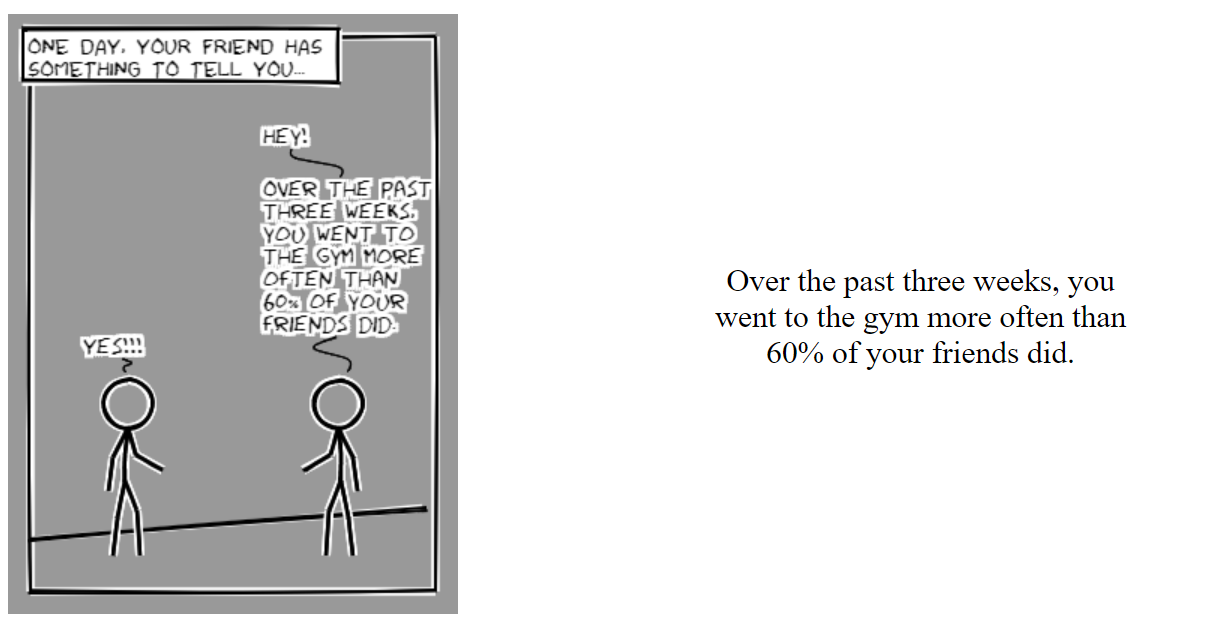 ONE DAY, YOUR FRIEND HAS
SOMETHING TO TELL YOU...
HEY!
OVER THE PAST
THREE WEEKS,
YOU WENT TO
THE GYM MORE
OFTEN THAN
60% OF YOUR
FRIENDS DID.
YES!!!
Over the past three weeks, you
went to the gym more often than
60% of your friends did.